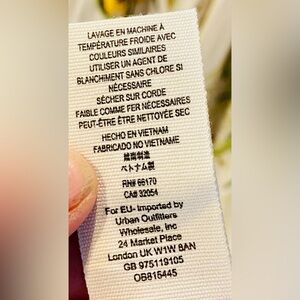 LAVAGE EN MACHINE À
TEMPÉRATURE FROIDE AVEC
COULEURS SIMILAIRES
UTILISER UN AGENT DE
BLANCHIMENT SANS CHLORE SI
NÉCESSAIRE
SÉCHER SUR CORDE
FAIBLE COMME FER NÉCESSAIRES
PEUT-ÊTRE ÊTRE NETTOYÉ SEC
HECHO EN VIETNAM
FABRICADO NO VIETNAME
越南製造
ベトナム製
RN# 66170
CA# 32054
For EU- Imported by
Urban Outfitters
Wholesale, Inc
24 Market Place
London UK W1W 8AN
GB 975119105
OB815445